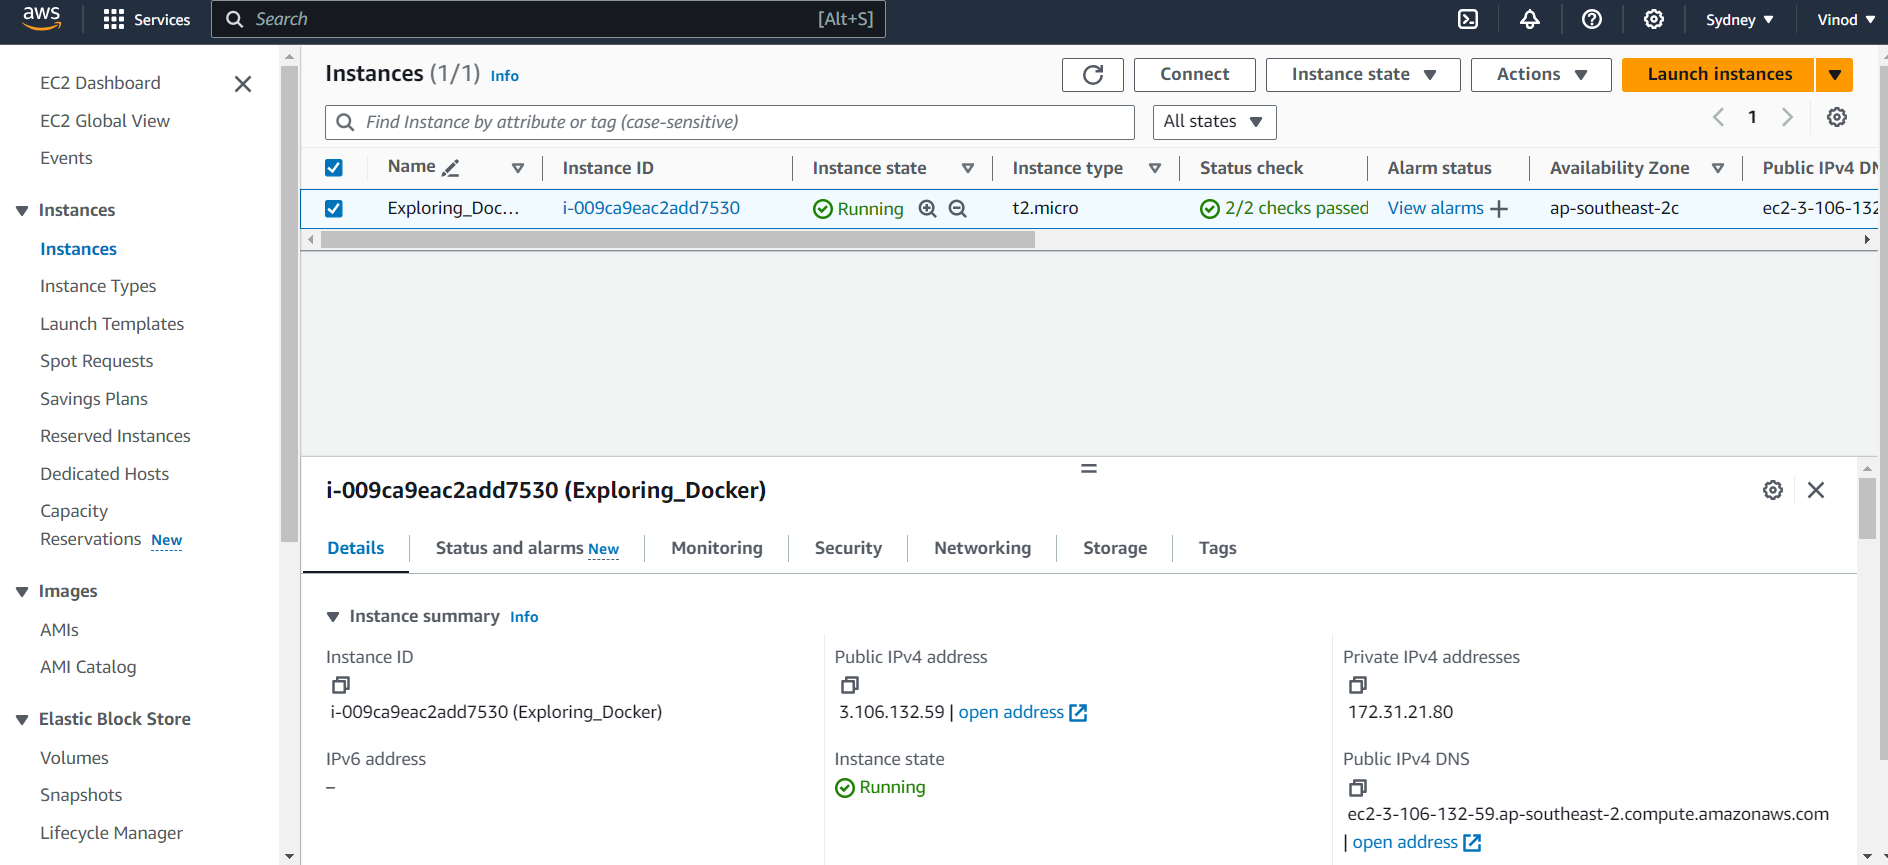 aws
Services
Search
[Alt+S]
Sydney
Vinod
EC2 Dashboard
EC2 Global View
Events
Instances
Instances
Instance Types
Launch Templates
Spot Requests
Savings Plans
Reserved Instances
Dedicated Hosts
Capacity
Reservations New
Images
AMIs
AMI Catalog
Elastic Block Store
Volumes
Snapshots
Lifecycle Manager
Instances (1/1) Info
Connect
Instance state
Actions
Launch instances
Find Instance by attribute or tag (case-sensitive)
All states
1
Name
Instance ID
Instance state
Instance type
Status check
Alarm status
Availability Zone
Public IPv4 DN
Exploring_Doc...
i-009ca9eac2add7530
Running
t2.micro
2/2 checks passed
View alarms +
ap-southeast-2c
ec2-3-106-132
i-009ca9eac2add7530 (Exploring_Docker)
Details
Status and alarms New
Monitoring
Security
Networking
Storage
Tags
Instance summary Info
Instance ID
i-009ca9eac2add7530 (Exploring_Docker)
Public IPv4 address
3.106.132.59 | open address
Private IPv4 addresses
172.31.21.80
IPv6 address
–
Instance state
Running
Public IPv4 DNS
ec2-3-106-132-59.ap-southeast-2.compute.amazonaws.com
| open address